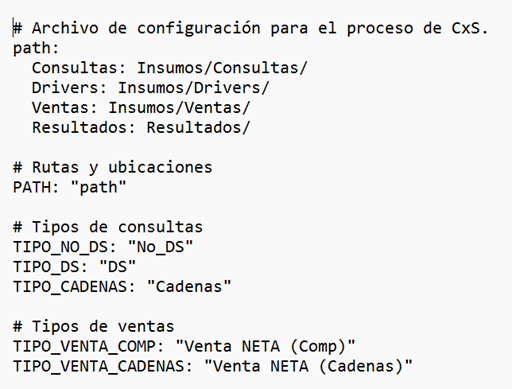 # Archivo de configuración para el proceso de CxS.
path:
  Consultas: Insumos/Consultas/
  Drivers: Insumos/Drivers/
  Ventas: Insumos/Ventas/
  Resultados: Resultados/

# Rutas y ubicaciones
PATH: "path"

# Tipos de consultas
TIPO_NO_DS: "No_DS"
TIPO_DS: "DS"
TIPO_CADENAS: "Cadenas"

# Tipos de ventas
TIPO_VENTA_COMP: "Venta NETA (Comp)"
TIPO_VENTA_CADENAS: "Venta NETA (Cadenas)"